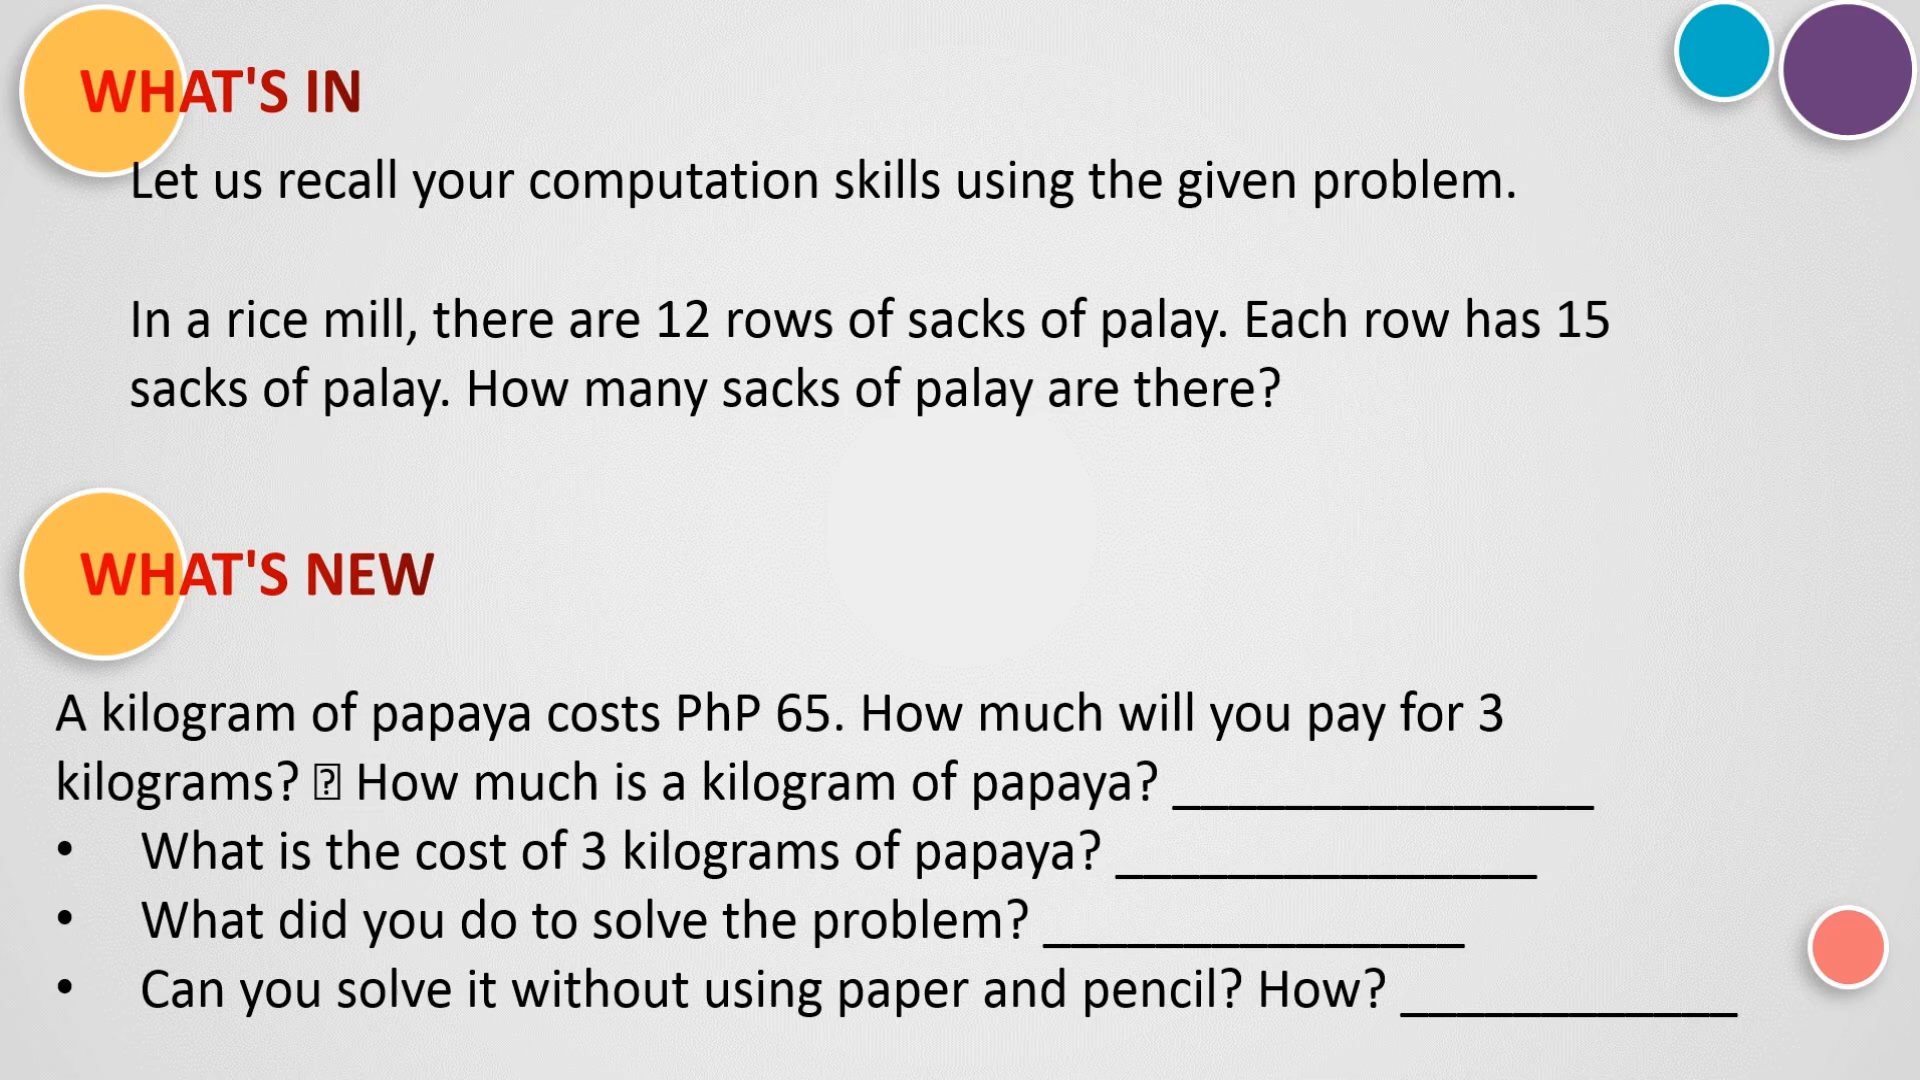 WHAT'S IN
Let us recall your computation skills using the given problem.
In a rice mill, there are 12 rows of sacks of palay. Each row has 15
sacks of palay. How many sacks of palay are there?
WHAT'S NEW
A kilogram of papaya costs PhP 65. How much will you pay for 3
kilograms? ⍰ How much is a kilogram of papaya? _______________
• What is the cost of 3 kilograms of papaya? _______________
• What did you do to solve the problem? _______________
• Can you solve it without using paper and pencil? How? ____________